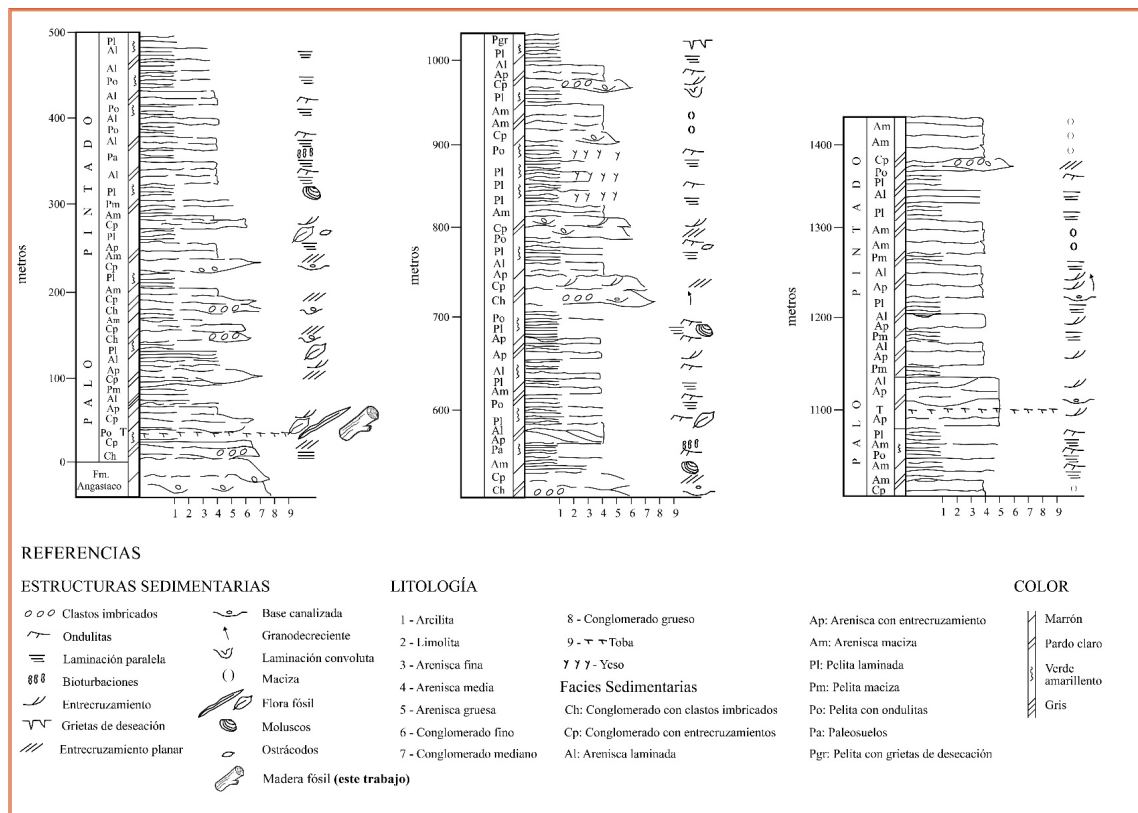 500
400
300
200
100
0
metros
PALO PINTADO
Pl
Al
Al
Po
Al
Po
Al
Po
Al
Pa
Al
Pl
Pm
Am
Cp
Pl
Ap
Am
Cp
Pl
Am
Cp
Ch
Am
Cp
Ch
Pl
Al
Ap
Cp
Pm
Al
Ap
Cp
Po T
Cp
Ch
Fm.
Angastaco
1 2 3 4 5 6 7 8 9
1000
900
800
700
600
metros
Pgr
Pl
Al
Ap
Cp
Pl
Am
Am
Cp
Po
Pl
Pl
Pl
Am
Cp
Po
Pl
Al
Ap
Cp
Ch
Po
Pl
Ap
Ap
Al
Pl
Am
Po
Pl
Al
Ap
Pa
Am
Cp
Ch
1 2 3 4 5 6 7 8 9
1400
1300
1200
1100
metros
PALO PINTADO
Am
Am
Cp
Po
Pl
Al
Pl
Am
Am
Pm
Al
Ap
Pl
Al
Ap
Pm
Al
Ap
Pm
Al
Ap
T
Ap
Pl
Am
Po
Am
Am
Cp
1 2 3 4 5 6 7 8 9
REFERENCIAS
ESTRUCTURAS SEDIMENTARIAS
Clastos imbricados
Ondulitas
Laminación paralela
Bioturbaciones
Entrecruzamiento
Grietas de deseación
Entrecruzamiento planar
Base canalizada
Granodecreciente
Laminación convoluta
Maciza
Flora fósil
Moluscos
Ostrácodos
Madera fósil (este trabajo)
LITOLOGÍA
1 - Arcilita
2 - Limolita
3 - Arenisca fina
4 - Arenisca media
5 - Arenisca gruesa
6 - Conglomerado fino
7 - Conglomerado mediano
8 - Conglomerado grueso
9 - Toba
- Yeso
Facies Sedimentarias
Ch: Conglomerado con clastos imbricados
Cp: Conglomerado con entrecruzamientos
Al: Arenisca laminada
Ap: Arenisca con entrecruzamiento
Am: Arenisca maciza
Pl: Pelita laminada
Pm: Pelita maciza
Po: Pelita con ondulitas
Pa: Paleosuelos
Pgr: Pelita con grietas de desecación
COLOR
Marrón
Pardo claro
Verde
amarillento
Gris